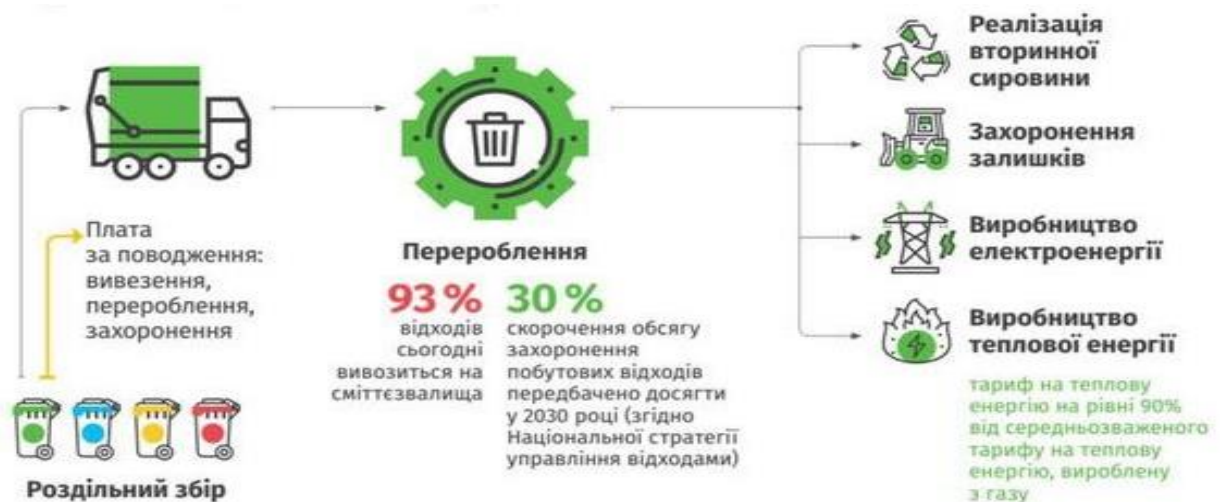 Плата
за поводження:
вивезення,
перероблення,
захоронення
Роздільний збір
Перероблення
93 %
відходів
сьогодні
вивозиться на
сміттєзвалища
30 %
скорочення обсягу
захоронення
побутових відходів
передбачено досягти
у 2030 році (згідно
Національної стратегії
управління відходами)
Реалізація
вторинної
сировини
Захоронення
залишків
Виробництво
електроенергії
Виробництво
теплової енергії
тариф на теплову
енергію на рівні 90%
від середньозваженого
тарифу на теплову
енергію, вироблену
з газу